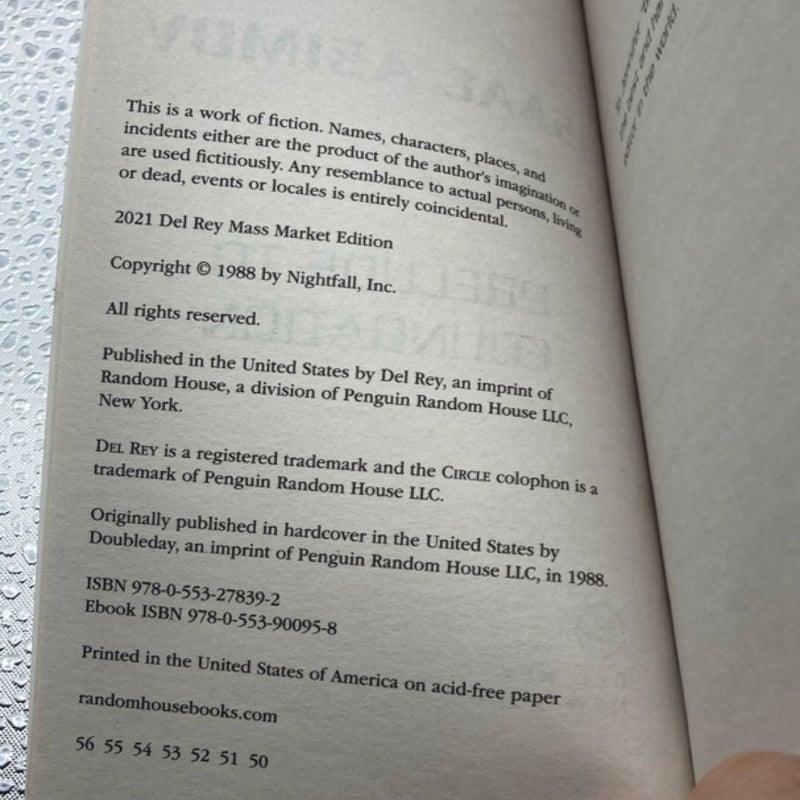 This is a work of fiction. Names, characters, places, and
incidents either are the product of the author's imagination or
are used fictitiously. Any resemblance to actual persons, living
or dead, events or locales is entirely coincidental.
2021 Del Rey Mass Market Edition
Copyright © 1988 by Nightfall, Inc.
All rights reserved.
Published in the United States by Del Rey, an imprint of
Random House, a division of Penguin Random House LLC,
New York.
DEL REY is a registered trademark and the CIRCLE colophon is a
trademark of Penguin Random House LLC.
Originally published in hardcover in the United States by
Doubleday, an imprint of Penguin Random House LLC, in 1988.
ISBN 978-0-553-27839-2
Ebook ISBN 978-0-553-90095-8
Printed in the United States of America on acid-free paper
randomhousebooks.com
56 55 54 53 52 51 50
the best and
in the world.